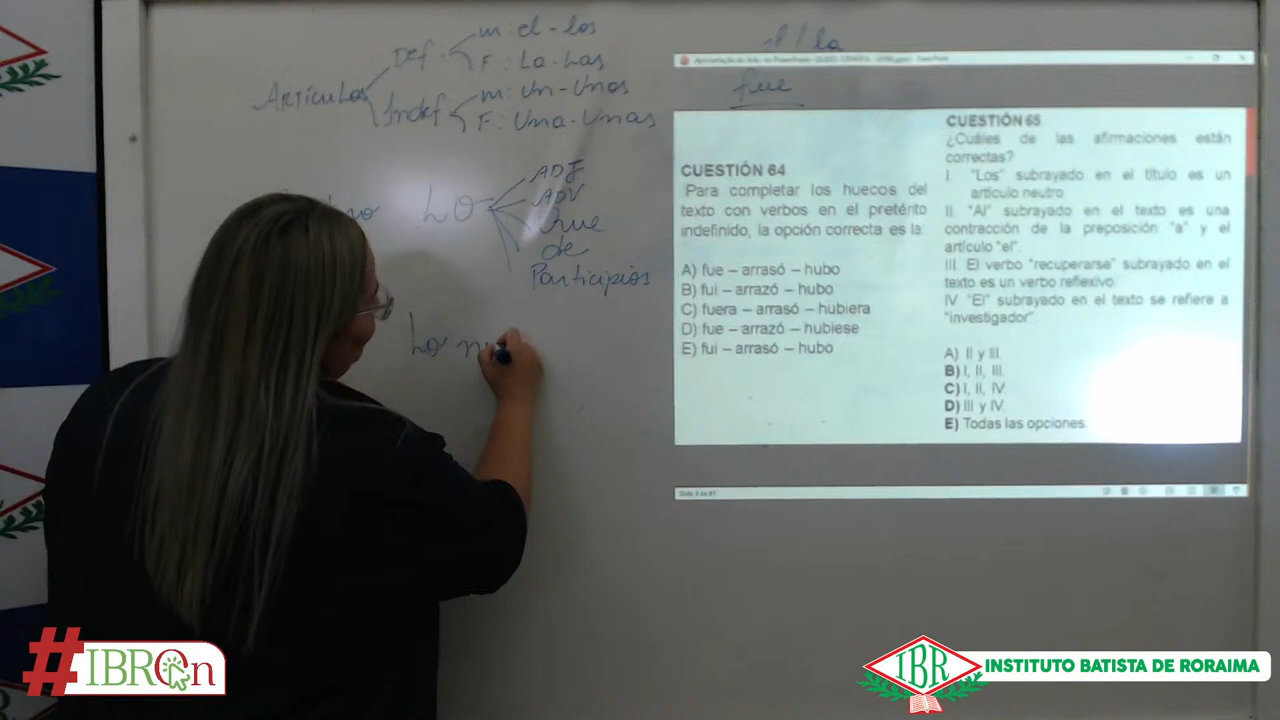 m: el - los
Def.
F: La - Las
Artículos
m: Un - Unos
Indef
F: Una - Unas
el / la
fue
LO
ADJ
ADV
que
de
Participios
Lo
CUESTIÓN 64
Para completar los huecos del
texto con verbos en el pretérito
indefinido, la opción correcta es la:
A) fue – arrasó – hubo
B) fui – arrazó – hubo
C) fuera – arrasó – hubiera
D) fue – arrazó – hubiese
E) fui – arrasó – hubo
CUESTIÓN 65
¿Cuáles de las afirmaciones están
correctas?
I. "Los" subrayado en el título es un
artículo neutro.
II. "Al" subrayado en el texto es una
contracción de la preposición "a" y el
artículo "el".
III. El verbo "recuperarse" subrayado en el
texto es un verbo reflexivo.
IV "El" subrayado en el texto se refiere a
"investigador".
A) II y III.
B) I, II, III.
C) I, II, IV.
D) III y IV.
E) Todas las opciones.
#IBROn
IBR INSTITUTO BATISTA DE RORAIMA